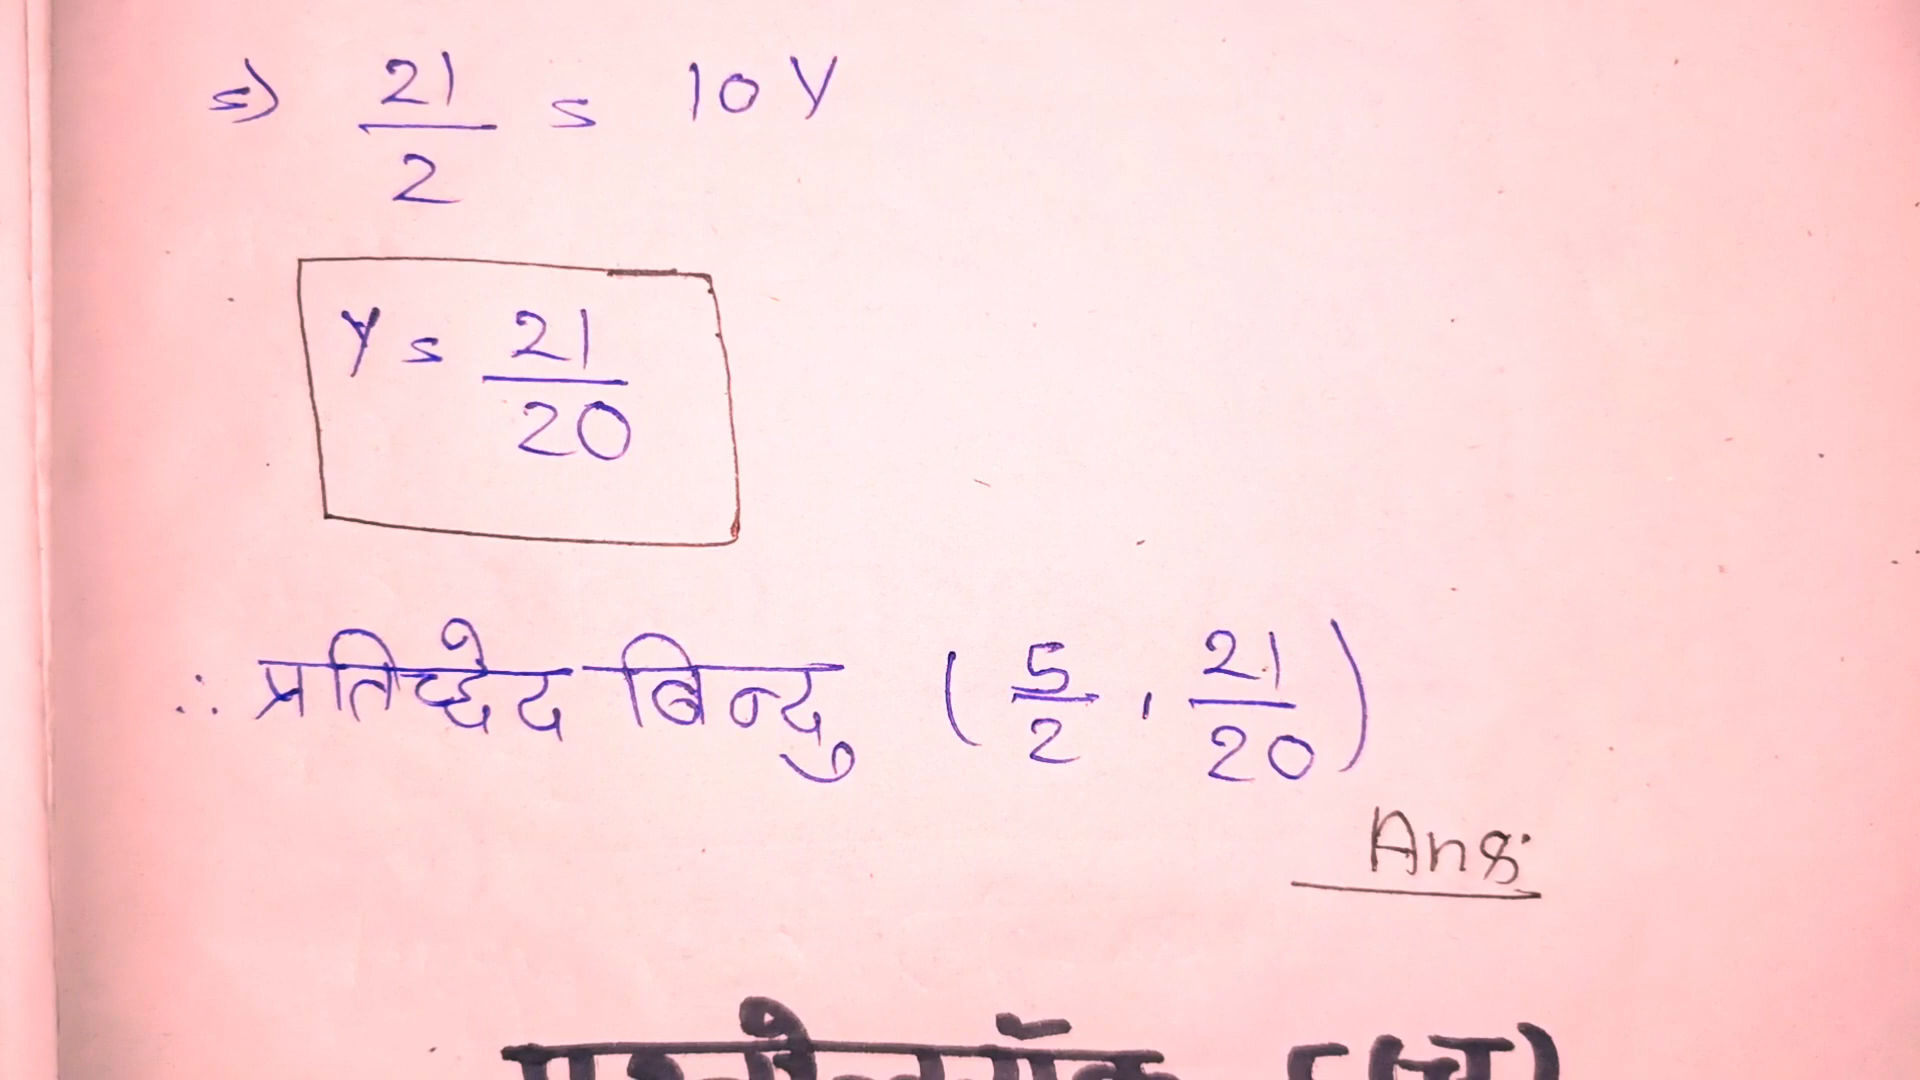 ⇒ 21/2 = 10y
y = 21/20
∴ प्रतिच्छेद बिन्दु (5/2, 21/20)
Ans.